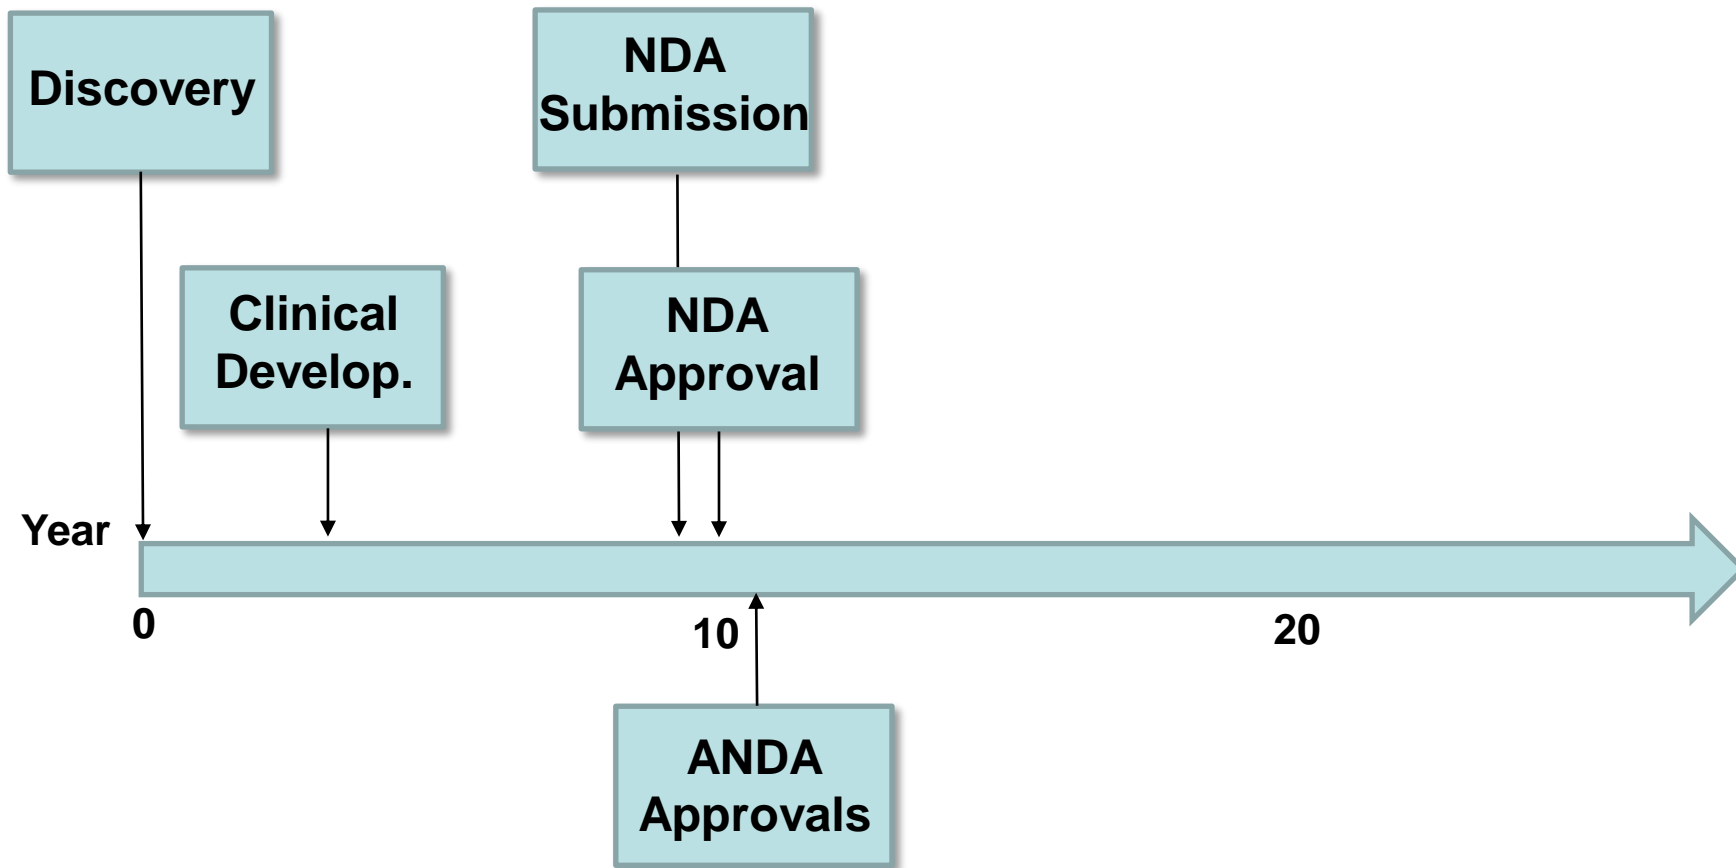 Discovery
NDA
Submission
Clinical
Develop.
NDA
Approval
Year
0
10
20
ANDA
Approvals